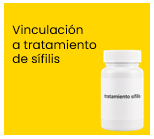 Vinculación
a tratamiento
de sífilis
tratamiento sífilis